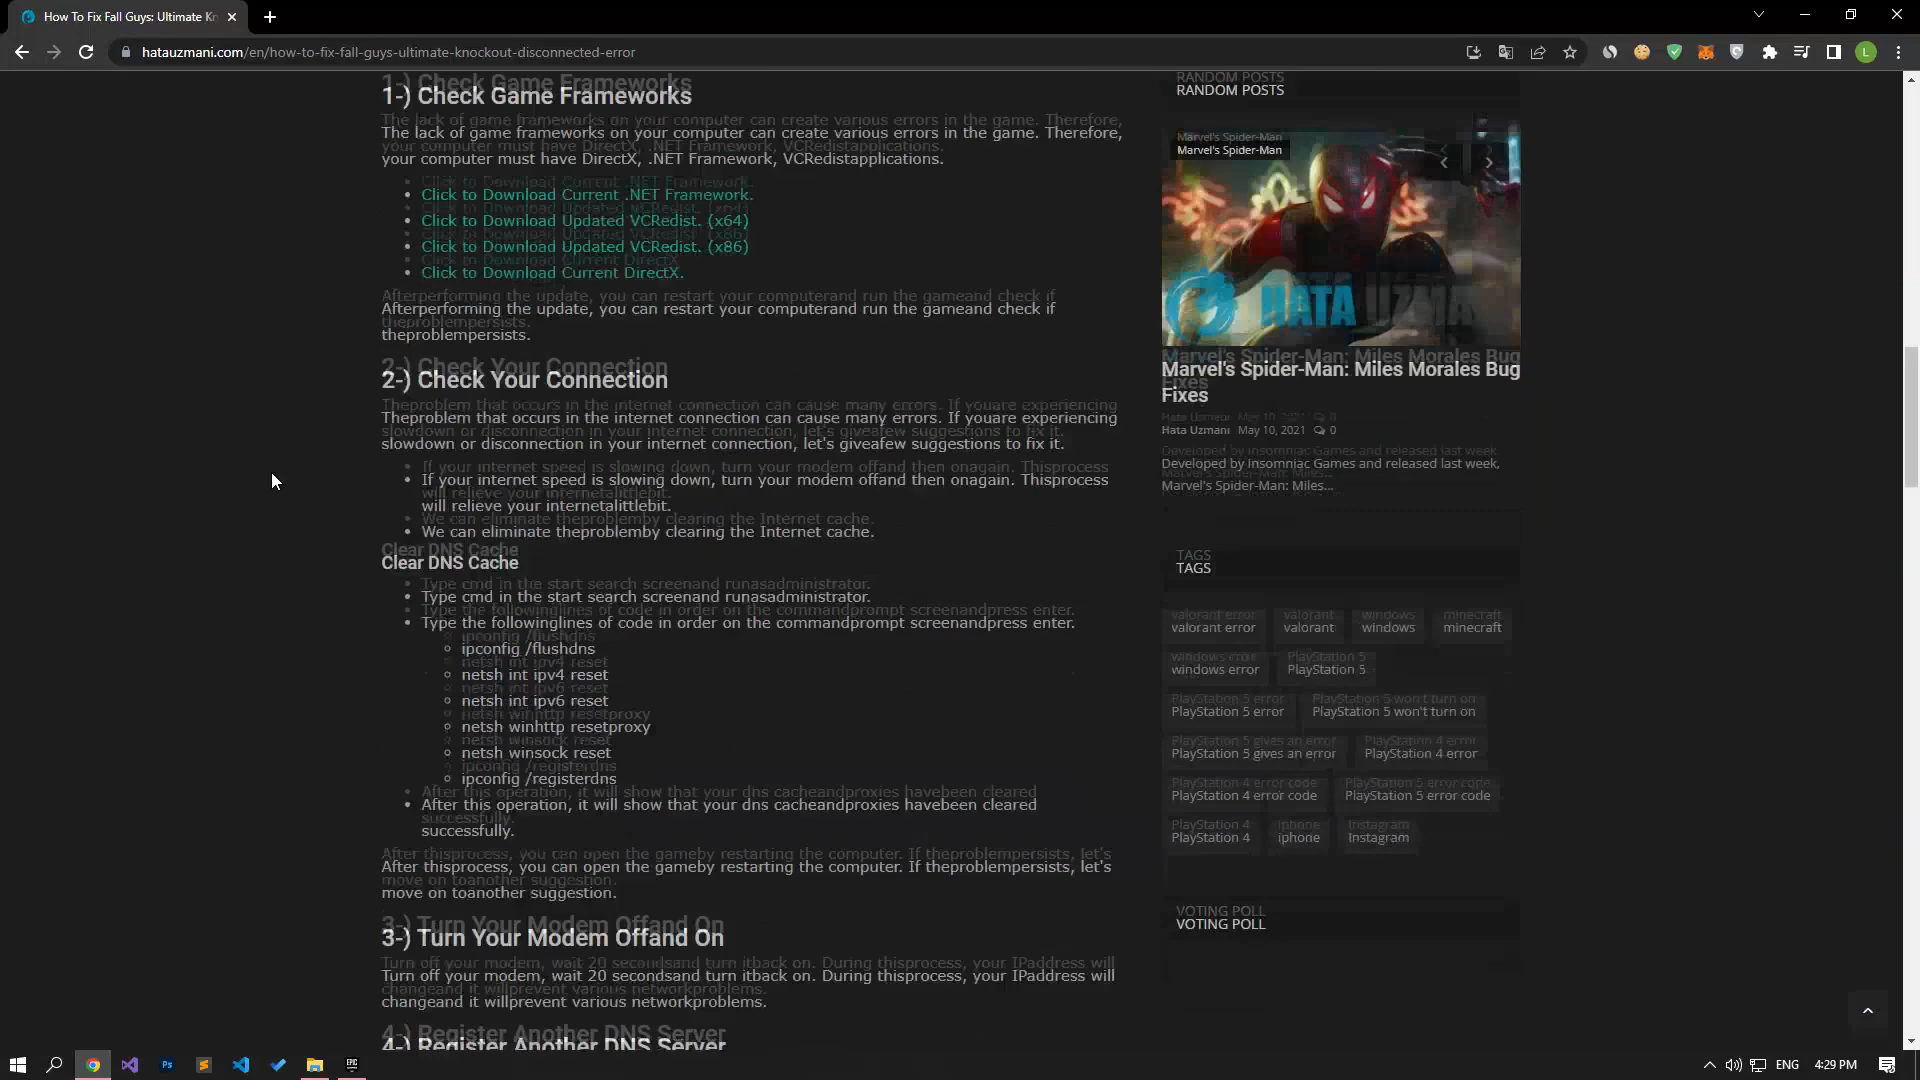 How To Fix Fall Guys: Ultimate Kn
hatauzmani.com/en/how-to-fix-fall-guys-ultimate-knockout-disconnected-error
L
1-) Check Game Frameworks
The lack of game frameworks on your computer can create various errors in the game. Therefore,
your computer must have DirectX, .NET Framework, VCRedistapplications.
Click to Download Current .NET Framework.
Click to Download Updated VCRedist. (x64)
Click to Download Updated VCRedist. (x86)
Click to Download Current DirectX.
Afterperforming the update, you can restart your computerand run the gameand check if
theproblempersists.
2-) Check Your Connection
Theproblem that occurs in the internet connection can cause many errors. If youare experiencing
slowdown or disconnection in your internet connection, let's giveafew suggestions to fix it.
If your internet speed is slowing down, turn your modem offand then onagain. Thisprocess
will relieve your internetalittlebit.
We can eliminate theproblemby clearing the Internet cache.
Clear DNS Cache
Type cmd in the start search screenand runasadministrator.
Type the followinglines of code in order on the commandprompt screenandpress enter.
ipconfig /flushdns
netsh int ipv4 reset
netsh int ipv6 reset
netsh winhttp resetproxy
netsh winsock reset
ipconfig /registerdns
After this operation, it will show that your dns cacheandproxies havebeen cleared
successfully.
After thisprocess, you can open the gameby restarting the computer. If theproblempersists, let's
move on toanother suggestion.
3-) Turn Your Modem Offand On
Turn off your modem, wait 20 secondsand turn itback on. During thisprocess, your IPaddress will
changeand it willprevent various networkproblems.
4-) Register Another DNS Server
RANDOM POSTS
Marvel's Spider-Man
HATA UZMA
Marvel's Spider-Man: Miles Morales Bug
Fixes
Hata Uzmanı May 10, 2021 0
Developed by Insomniac Games and released last week,
Marvel's Spider-Man: Miles...
TAGS
valorant error valorant windows minecraft
windows error PlayStation 5
PlayStation 5 error PlayStation 5 won't turn on
PlayStation 5 gives an error PlayStation 4 error
PlayStation 4 error code PlayStation 5 error code
PlayStation 4 iphone Instagram
VOTING POLL
Ps
EPIC
ENG 4:29 PM